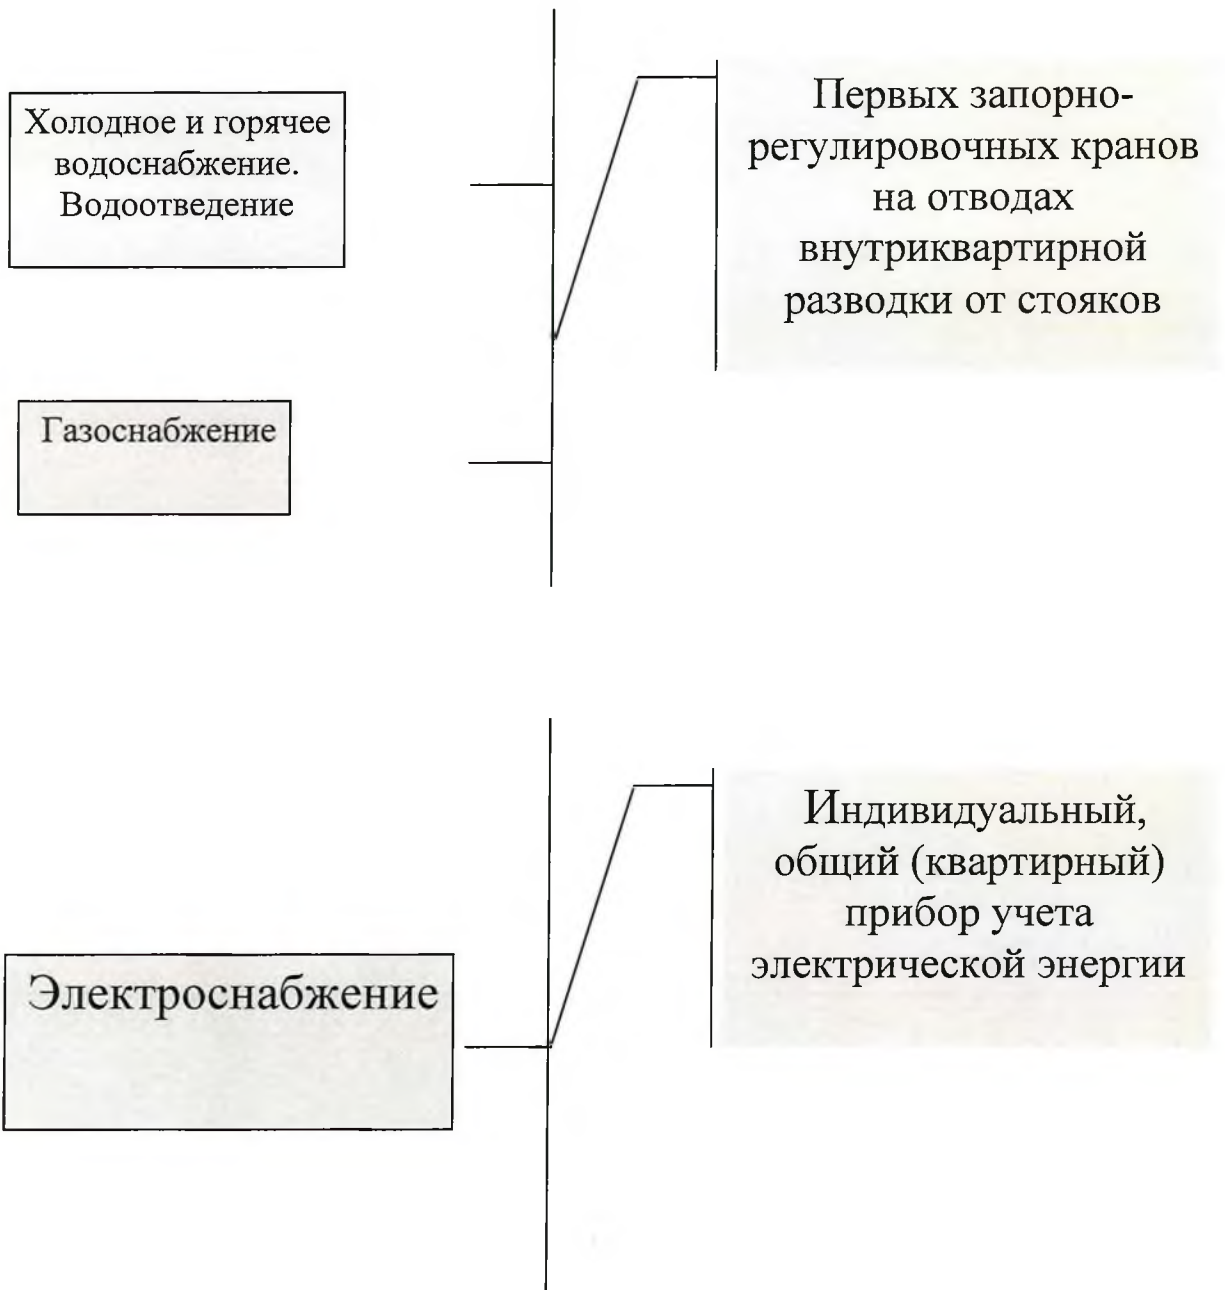 Холодное и горячее
водоснабжение.
Водоотведение
Первых запорно-
регулировочных кранов
на отводах
внутриквартирной
разводки от стояков
Газоснабжение
Индивидуальный,
общий (квартирный)
прибор учета
электрической энергии
Электроснабжение